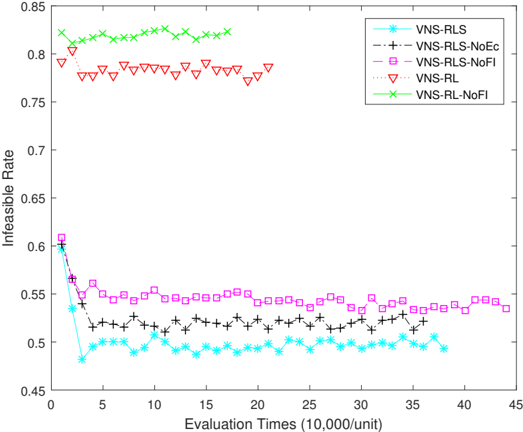 0.85
0.8
0.75
0.7
0.65
0.6
0.55
0.5
0.45
Infeasible Rate
VNS-RLS
VNS-RLS-NoEc
VNS-RLS-NoFI
VNS-RL
VNS-RL-NoFI
0 5 10 15 20 25 30 35 40 45
Evaluation Times (10,000/unit)